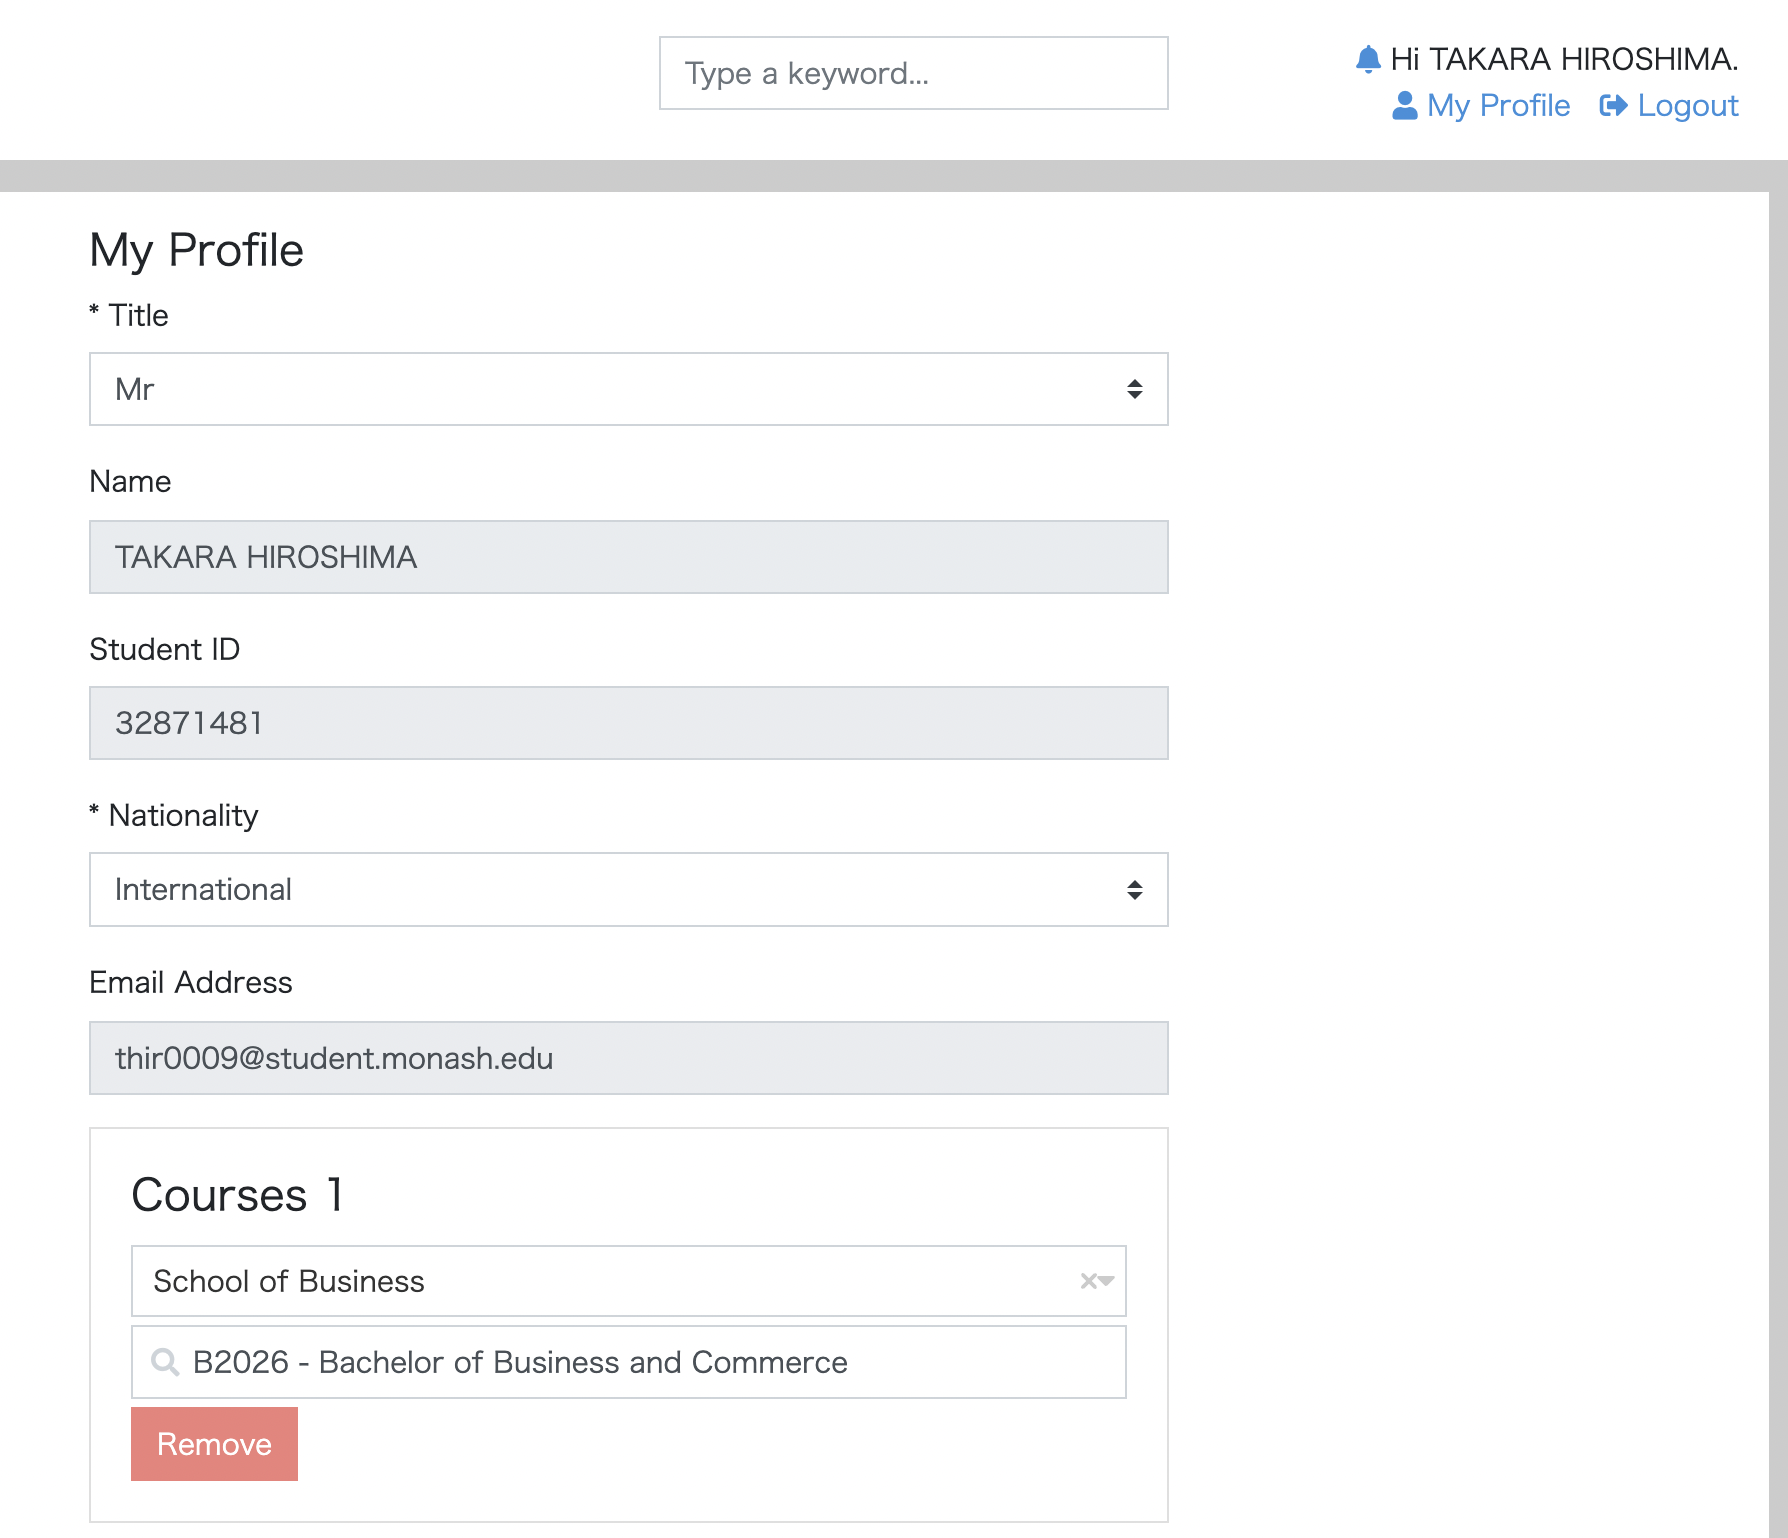 Type a keyword...
Hi TAKARA HIROSHIMA.
My Profile Logout
My Profile
* Title
Mr
Name
TAKARA HIROSHIMA
Student ID
32871481
* Nationality
International
Email Address
thir0009@student.monash.edu
Courses 1
School of Business
B2026 - Bachelor of Business and Commerce
Remove